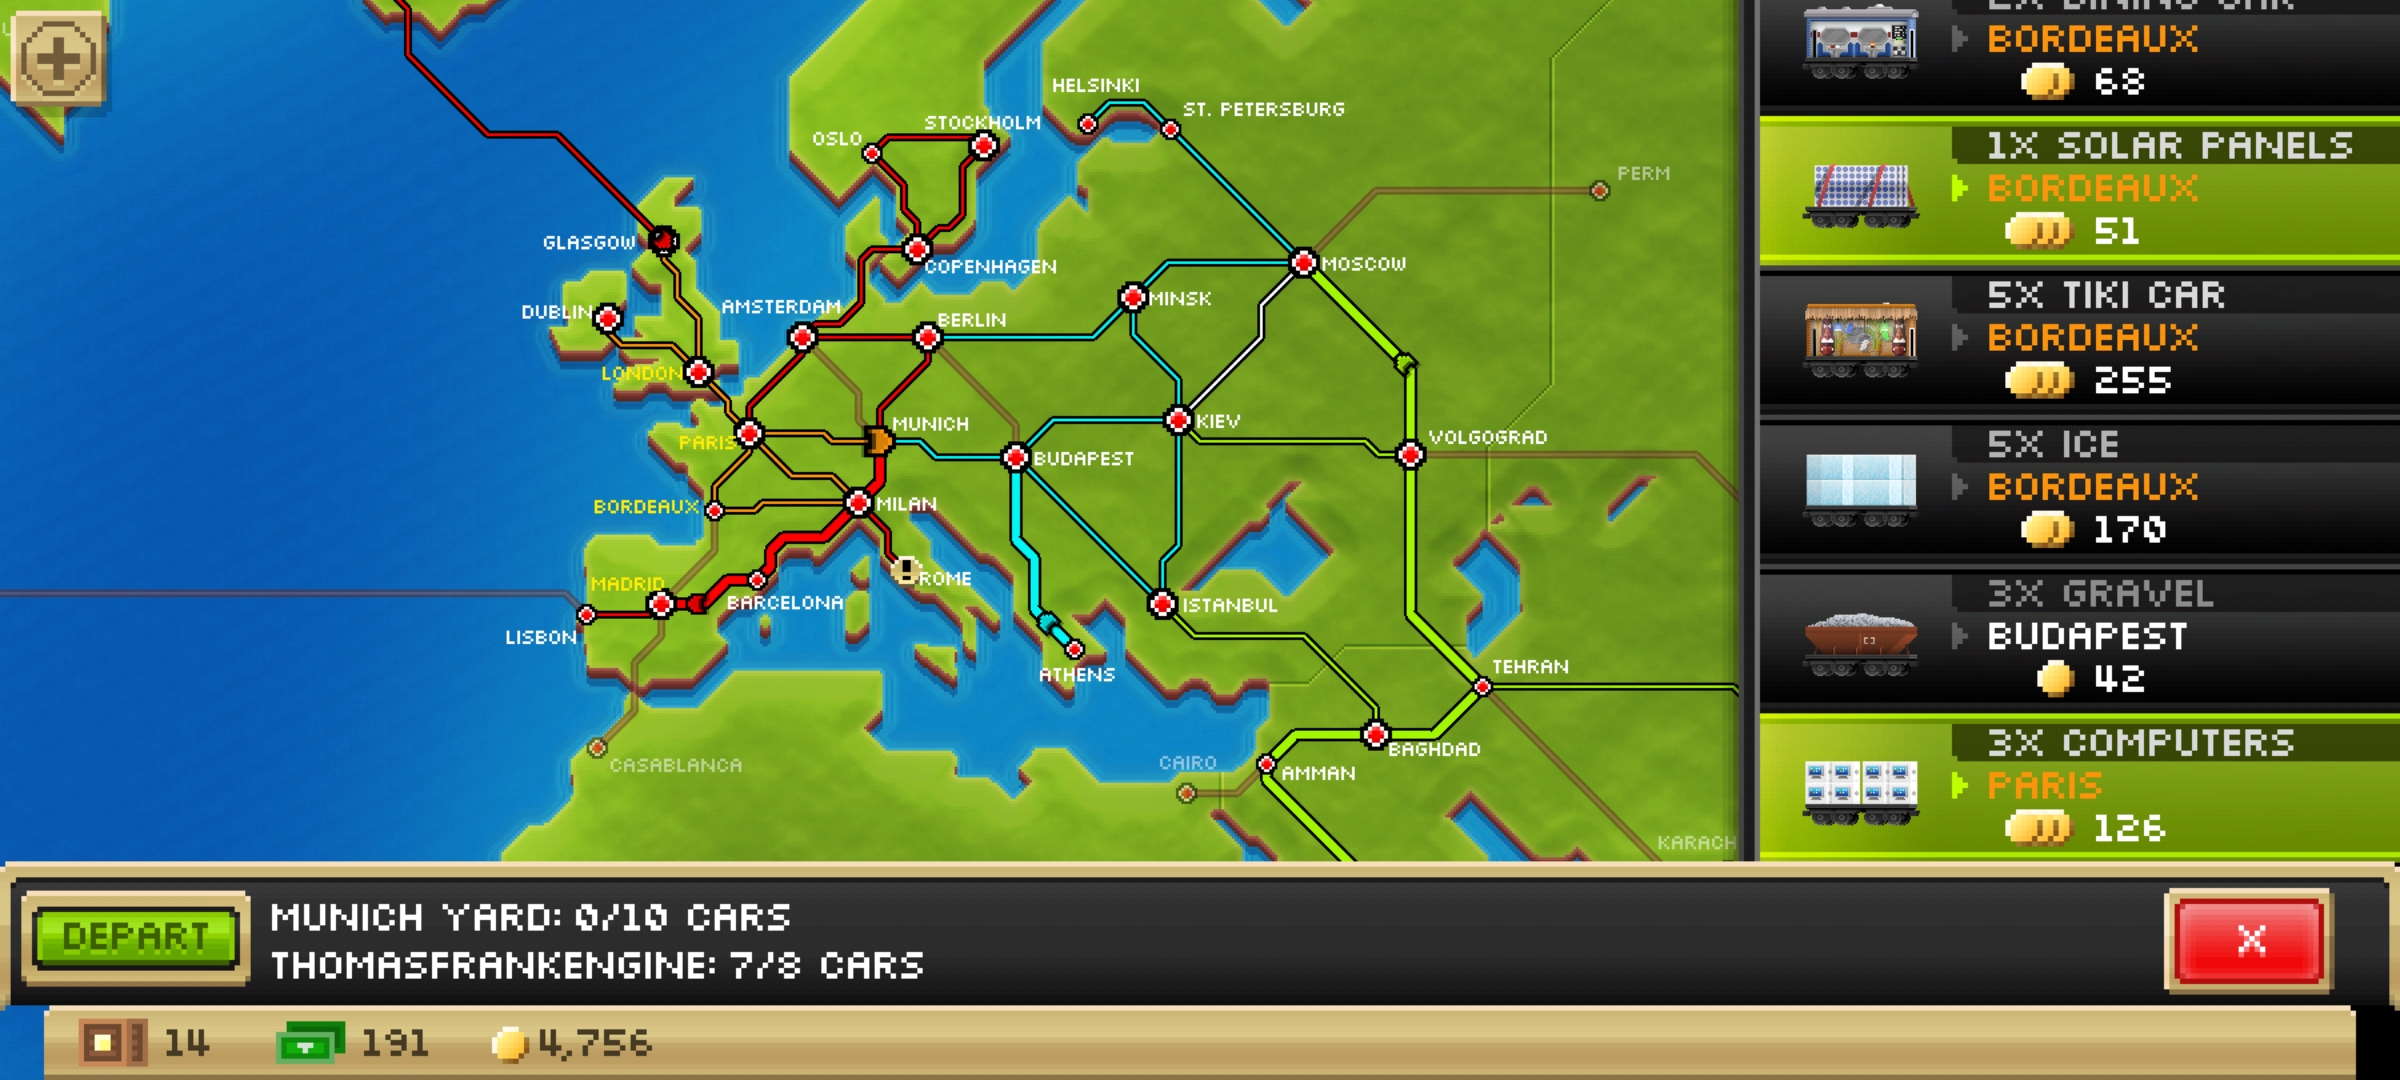 HELSINKI
ST. PETERSBURG
STOCKHOLM
OSLO
PERM
GLASGOW
COPENHAGEN
MOSCOW
MINSK
DUBLIN
AMSTERDAM
BERLIN
LONDON
MUNICH
KIEV
PARIS
VOLGOGRAD
BUDAPEST
BORDEAUX
MILAN
MADRID
ROME
BARCELONA
ISTANBUL
LISBON
ATHENS
TEHRAN
BAGHDAD
CASABLANCA
CAIRO
AMMAN
KARACH
2X DINING CAR
BORDEAUX
68
1X SOLAR PANELS
BORDEAUX
51
5X TIKI CAR
BORDEAUX
255
5X ICE
BORDEAUX
170
3X GRAVEL
BUDAPEST
42
3X COMPUTERS
PARIS
126
DEPART
MUNICH YARD: 0/10 CARS
THOMASFRANKENGINE: 7/8 CARS
X
14
191
4,756